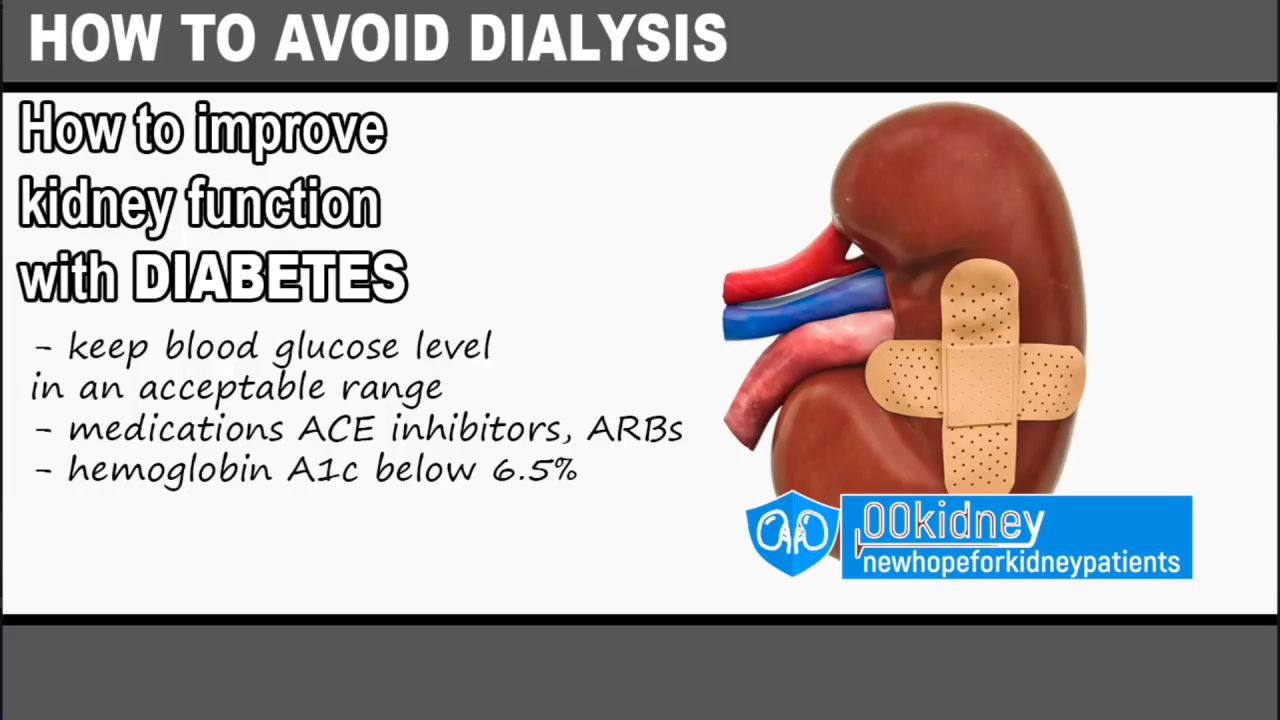 HOW TO AVOID DIALYSIS
How to improve
kidney function
with DIABETES
- keep blood glucose level
in an acceptable range
- medications ACE inhibitors, ARBs
- hemoglobin A1c below 6.5%
00kidney
newhopeforkidneypatients